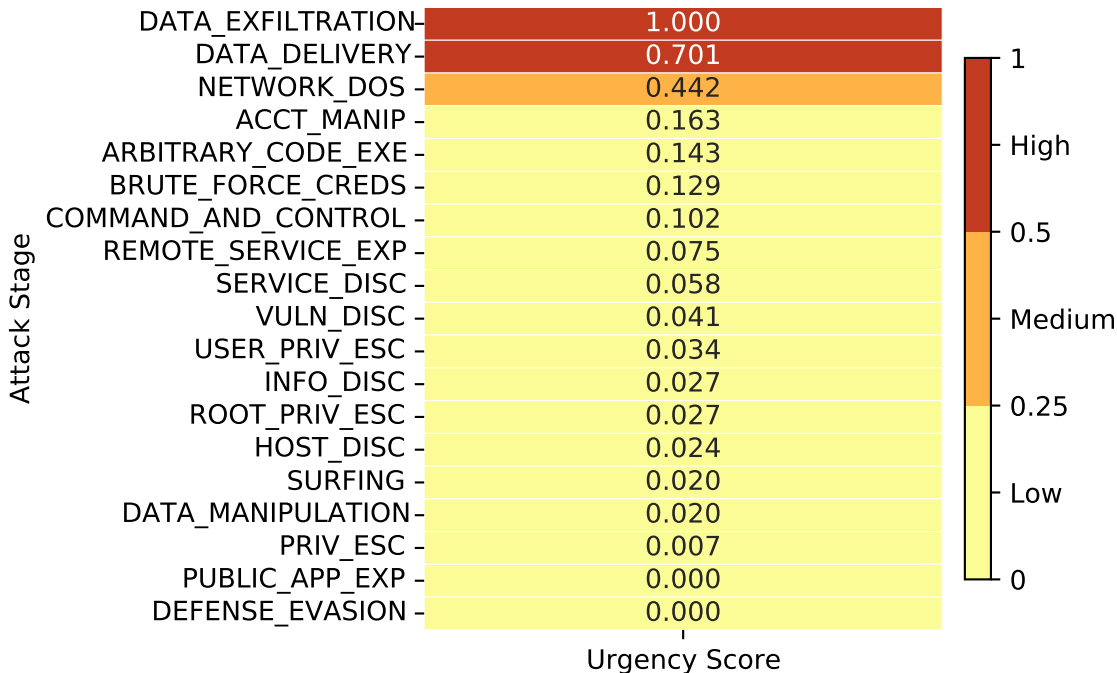 DATA_EXFILTRATION 1.000
DATA_DELIVERY 0.701
NETWORK_DOS 0.442
ACCT_MANIP 0.163
ARBITRARY_CODE_EXE 0.143
BRUTE_FORCE_CREDS 0.129
COMMAND_AND_CONTROL 0.102
REMOTE_SERVICE_EXP 0.075
SERVICE_DISC 0.058
VULN_DISC 0.041
USER_PRIV_ESC 0.034
INFO_DISC 0.027
ROOT_PRIV_ESC 0.027
HOST_DISC 0.024
SURFING 0.020
DATA_MANIPULATION 0.020
PRIV_ESC 0.007
PUBLIC_APP_EXP 0.000
DEFENSE_EVASION 0.000
Attack Stage
Urgency Score
1
High
0.5
Medium
0.25
Low
0